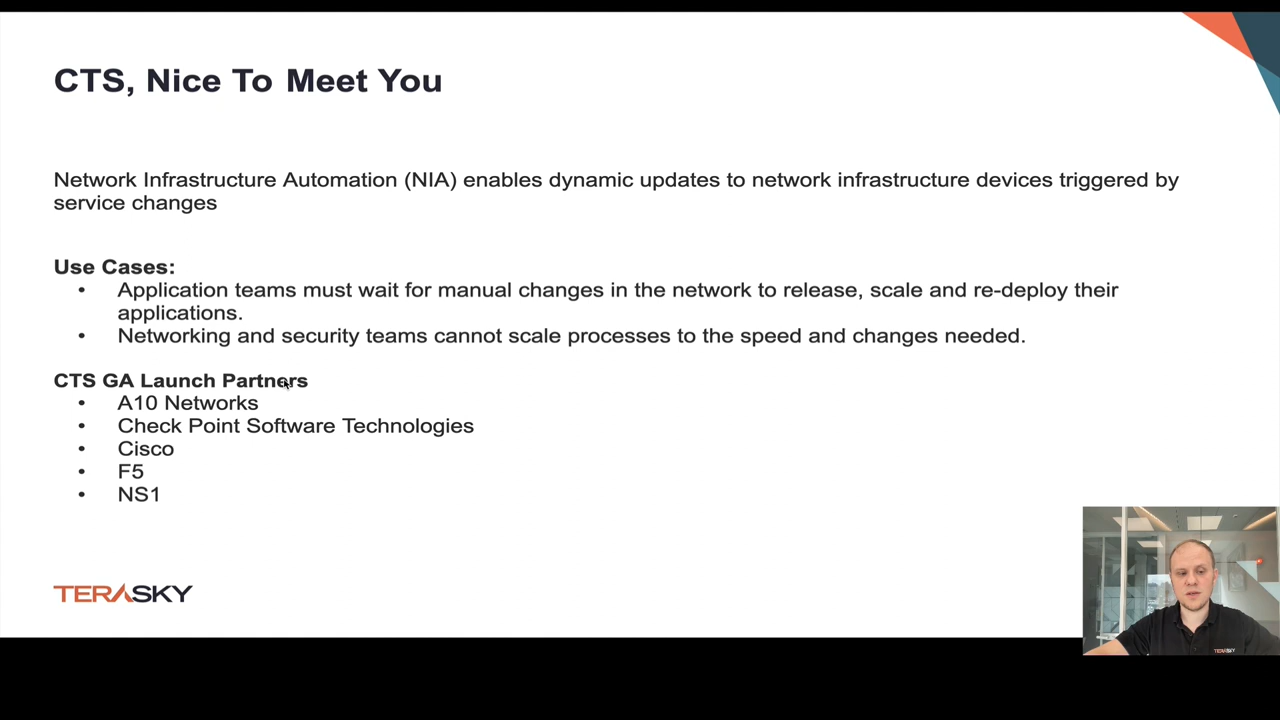 CTS, Nice To Meet You
Network Infrastructure Automation (NIA) enables dynamic updates to network infrastructure devices triggered by
service changes
Use Cases:
• Application teams must wait for manual changes in the network to release, scale and re-deploy their
applications.
• Networking and security teams cannot scale processes to the speed and changes needed.
CTS GA Launch Partners
• A10 Networks
• Check Point Software Technologies
• Cisco
• F5
• NS1
TERASKY
TERASKY